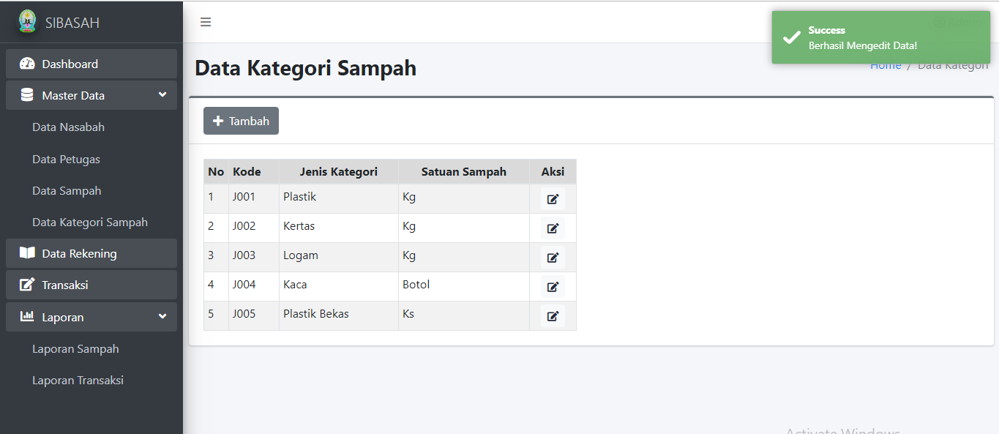 SIBASAH
Dashboard
Master Data
Data Nasabah
Data Petugas
Data Sampah
Data Kategori Sampah
Data Rekening
Transaksi
Laporan
Laporan Sampah
Laporan Transaksi
Success
Berhasil Mengedit Data!
Data Kategori Sampah
Home / Data Kategori
Tambah
No Kode Jenis Kategori Satuan Sampah Aksi
1 J001 Plastik Kg
2 J002 Kertas Kg
3 J003 Logam Kg
4 J004 Kaca Botol
5 J005 Plastik Bekas Ks
Activate Windows